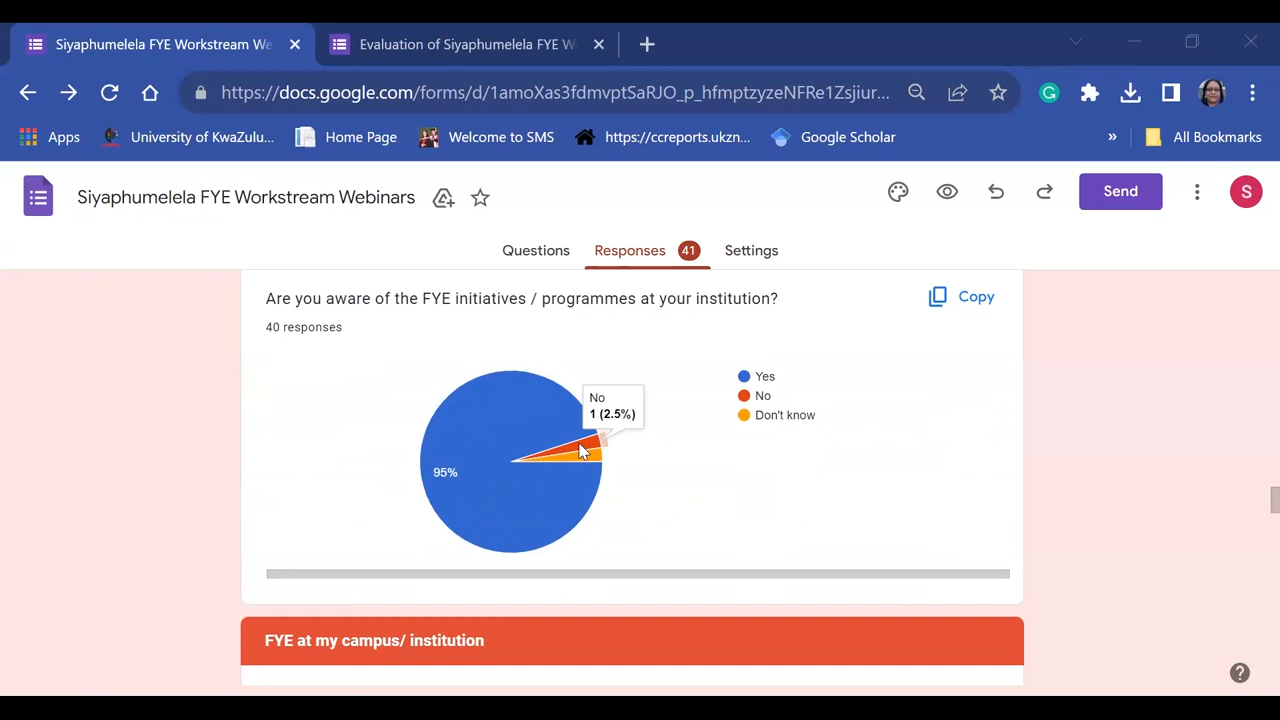 Siyaphumelela FYE Workstream We
Evaluation of Siyaphumelela FYE W
https://docs.google.com/forms/d/1amoXas3fdmvptSaRJO_p_hfmptzyzeNFRe1Zsjiur...
Apps
University of KwaZulu...
Home Page
Welcome to SMS
https://ccreports.ukzn...
Google Scholar
»
All Bookmarks
Siyaphumelela FYE Workstream Webinars
Send
S
Questions
Responses 41
Settings
Are you aware of the FYE initiatives / programmes at your institution?
Copy
40 responses
Yes
No
Don't know
No
1 (2.5%)
95%
FYE at my campus/ institution